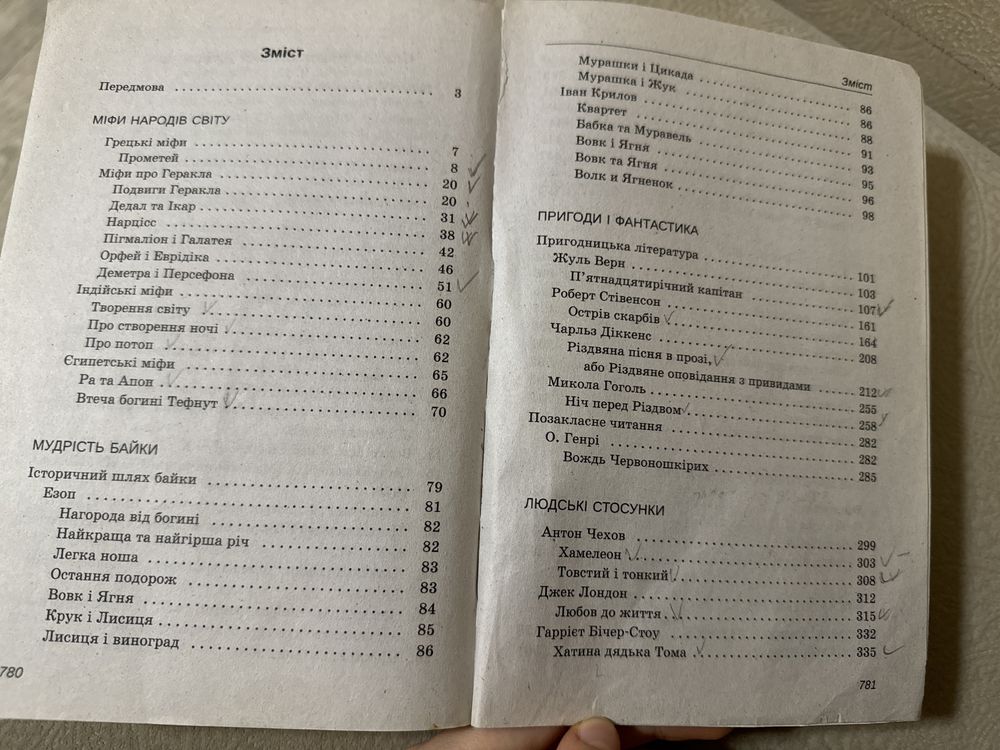 Зміст
Передмова 3
МІФИ НАРОДІВ СВІТУ
Грецькі міфи 7
Прометей 8
Міфи про Геракла 20
Подвиги Геракла 20
Дедал та Ікар 31
Нарцісс 38
Пігмаліон і Галатея 42
Орфей і Еврідіка 46
Деметра і Персефона 51
Індійські міфи 60
Творення світу 60
Про створення ночі 62
Про потоп 62
Єгипетські міфи 65
Ра та Апон 66
Втеча богині Тефнут 70
МУДРІСТЬ БАЙКИ
Історичний шлях байки 79
Езоп 81
Нагорода від богині 82
Найкраща та найгірша річ 82
Легка ноша 83
Остання подорож 83
Вовк і Ягня 84
Крук і Лисиця 85
Лисиця і виноград 86
780
Зміст
Мурашки і Цикада 86
Мурашка і Жук 86
Іван Крилов 88
Квартет 91
Бабка та Муравель 93
Вовк і Ягня 95
Вовк та Ягня 96
Волк и Ягненок 98
ПРИГОДИ І ФАНТАСТИКА
Пригодницька література 101
Жуль Верн 103
П'ятнадцятирічний капітан 107
Роберт Стівенсон 161
Острів скарбів 164
Чарльз Діккенс 208
Різдвяна пісня в прозі,
або Різдвяне оповідання з привидами 212
Микола Гоголь 255
Ніч перед Різдвом 258
Позакласне читання 282
О. Генрі 282
Вождь Червоношкірих 285
ЛЮДСЬКІ СТОСУНКИ
Антон Чехов 299
Хамелеон 303
Товстий і тонкий 308
Джек Лондон 312
Любов до життя 315
Гаррієт Бічер-Стоу 332
Хатина дядька Тома 335
781